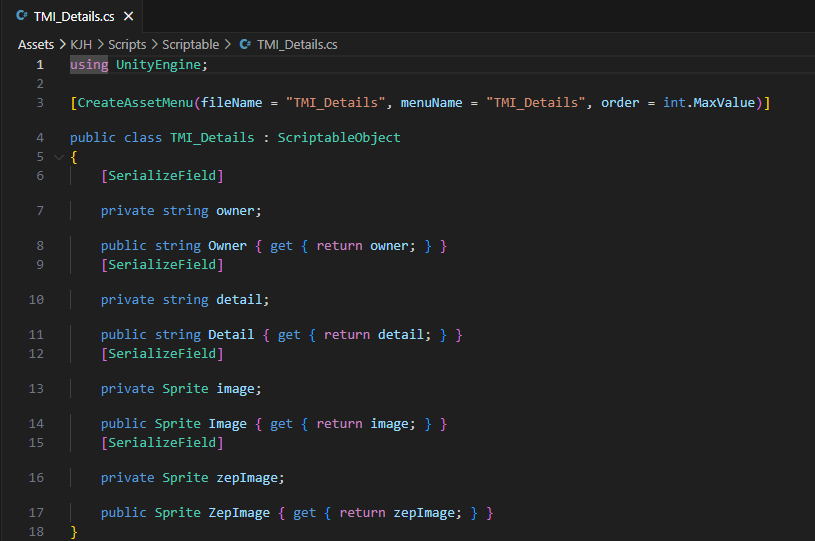 TMI_Details.cs
Assets > KJH > Scripts > Scriptable > TMI_Details.cs
1 using UnityEngine;
2
3 [CreateAssetMenu(fileName = "TMI_Details", menuName = "TMI_Details", order = int.MaxValue)]
4 public class TMI_Details : ScriptableObject
5 {
6 [SerializeField]
7 private string owner;
8 public string Owner { get { return owner; } }
9 [SerializeField]
10 private string detail;
11 public string Detail { get { return detail; } }
12 [SerializeField]
13 private Sprite image;
14 public Sprite Image { get { return image; } }
15 [SerializeField]
16 private Sprite zepImage;
17 public Sprite ZepImage { get { return zepImage; } }
18 }